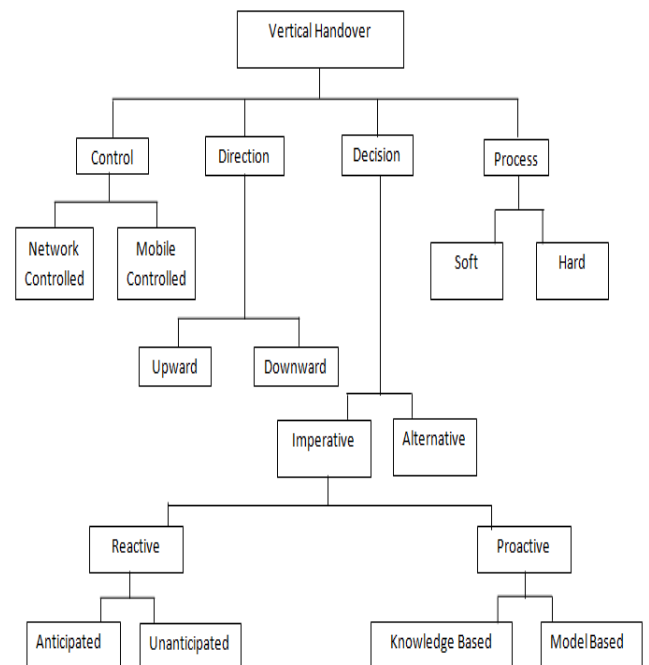 Vertical Handover
Control
Direction
Decision
Process
Network
Controlled
Mobile
Controlled
Soft
Hard
Upward
Downward
Imperative
Alternative
Reactive
Proactive
Anticipated
Unanticipated
Knowledge Based
Model Based